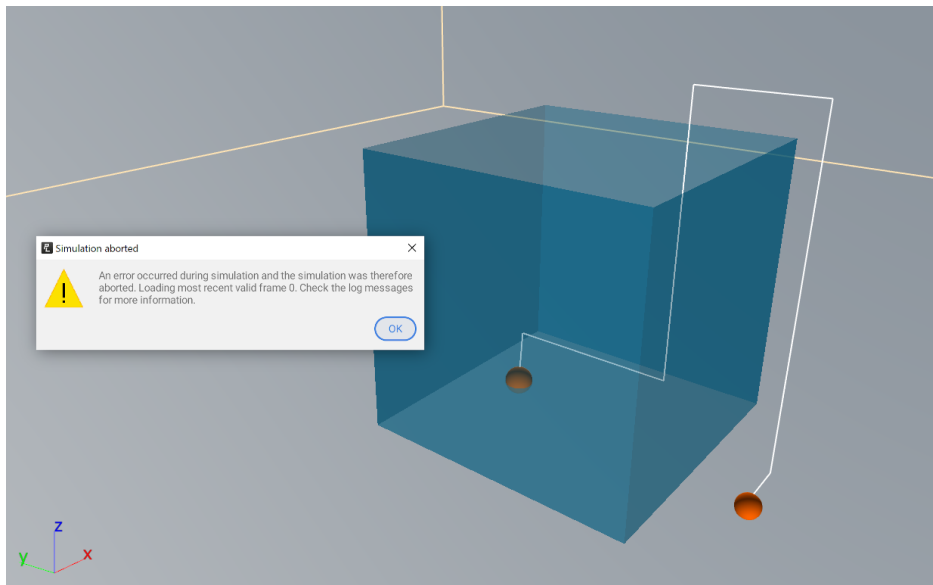 Simulation aborted
An error occurred during simulation and the simulation was therefore
aborted. Loading most recent valid frame 0. Check the log messages
for more information.
OK
z
y
x